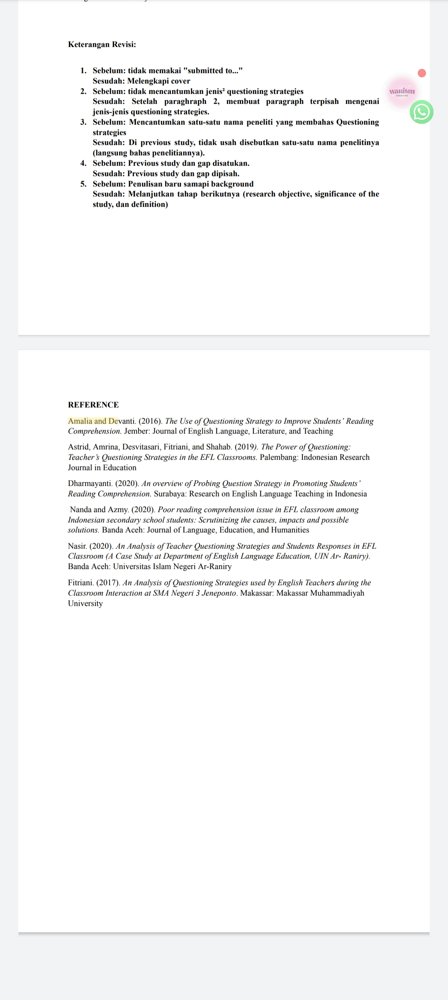 Keterangan Revisi:
1. Sebelum: tidak memakai "submitted to..."
Sesudah: Melengkapi cover
2. Sebelum: tidak mencantumkan jenis² questioning strategies
Sesudah: Setelah paraghraph 2, membuat paragraph terpisah mengenai
jenis-jenis questioning strategies.
3. Sebelum: Mencantumkan satu-satu nama peneliti yang membahas Questioning
strategies
Sesudah: Di previous study, tidak usah disebutkan satu-satu nama penelitinya
(langsung bahas penelitiannya).
4. Sebelum: Previous study dan gap disatukan.
Sesudah: Previous study dan gap dipisah.
5. Sebelum: Penulisan baru samapi background
Sesudah: Melanjutkan tahap berikutnya (research objective, significance of the
study, dan definition)
waniseu
CREATIVE
REFERENCE
Amalia and Devanti. (2016). The Use of Questioning Strategy to Improve Students’ Reading
Comprehension. Jember: Journal of English Language, Literature, and Teaching
Astrid, Amrina, Desvitasari, Fitriani, and Shahab. (2019). The Power of Questioning:
Teacher’s Questioning Strategies in the EFL Classrooms. Palembang: Indonesian Research
Journal in Education
Dharmayanti. (2020). An overview of Probing Question Strategy in Promoting Students’
Reading Comprehension. Surabaya: Research on English Language Teaching in Indonesia
Nanda and Azmy. (2020). Poor reading comprehension issue in EFL classroom among
Indonesian secondary school students: Scrutinizing the causes, impacts and possible
solutions. Banda Aceh: Journal of Language, Education, and Humanities
Nasir. (2020). An Analysis of Teacher Questioning Strategies and Students Responses in EFL
Classroom (A Case Study at Department of English Language Education, UIN Ar- Raniry).
Banda Aceh: Universitas Islam Negeri Ar-Raniry
Fitriani. (2017). An Analysis of Questioning Strategies used by English Teachers during the
Classroom Interaction at SMA Negeri 3 Jeneponto. Makassar: Makassar Muhammadiyah
University